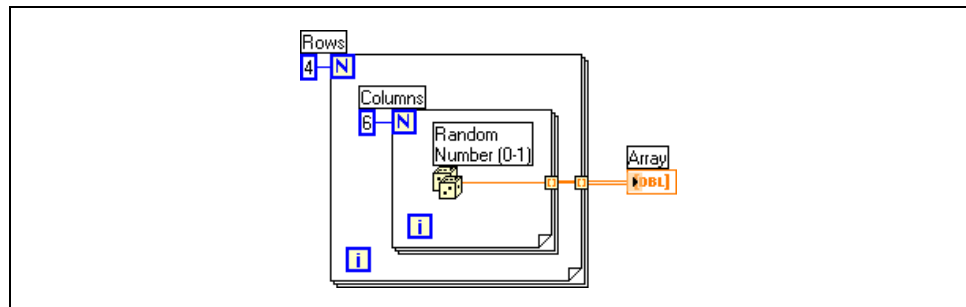 Rows
4 N
Columns
6 N
Random
Number (0-1)
Array
[DBL]
i
i